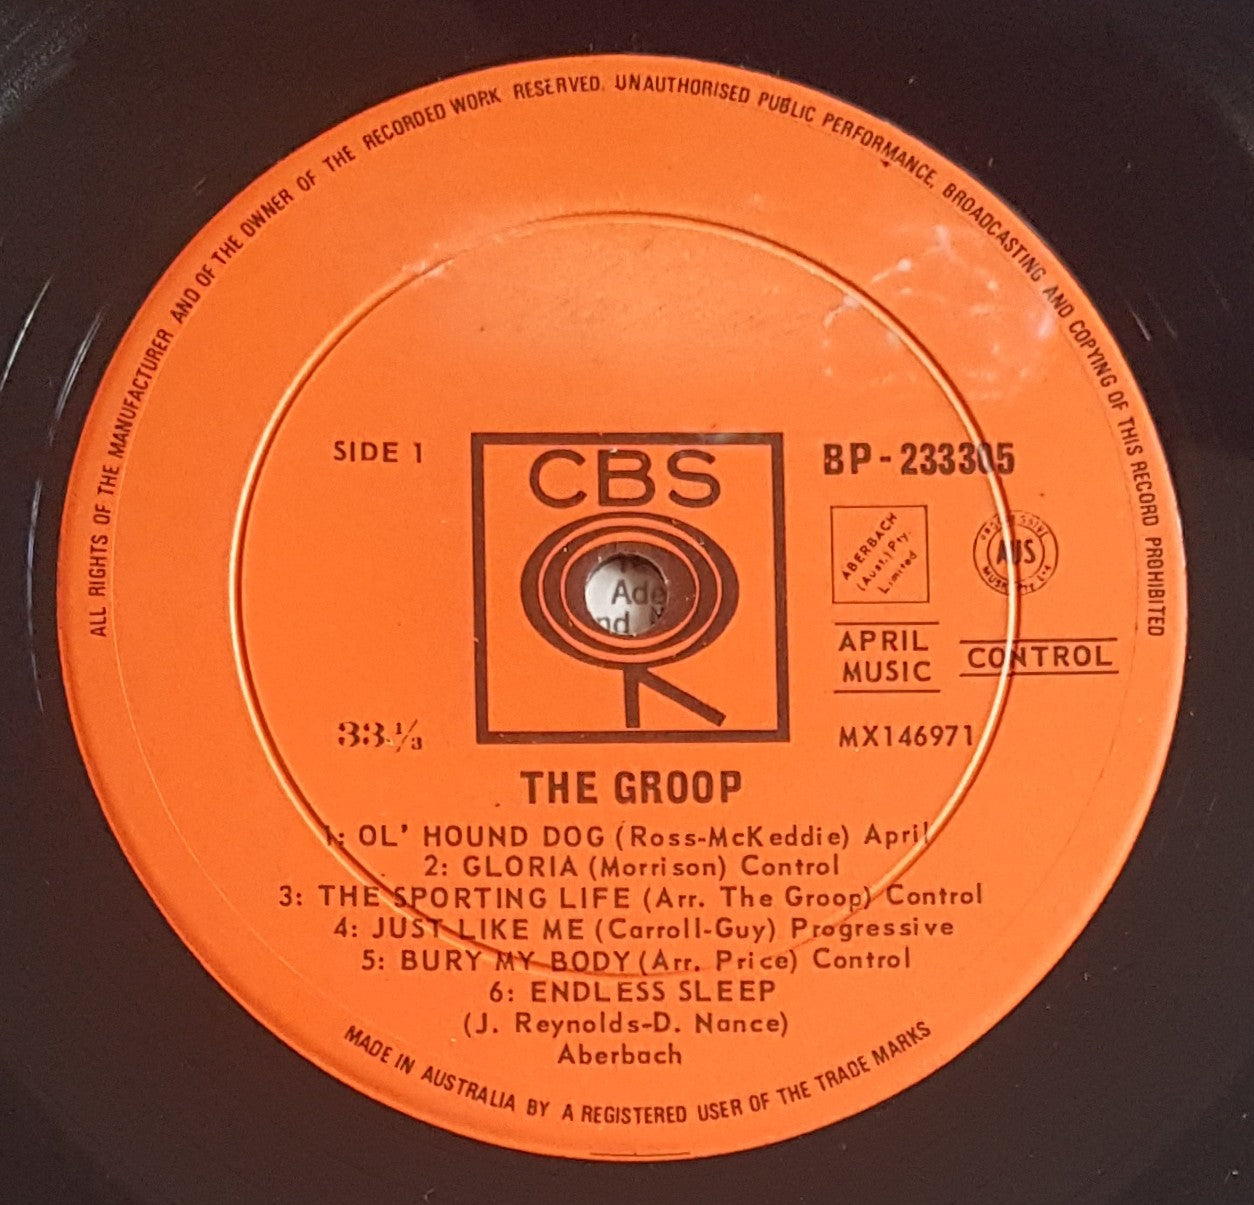 ALL RIGHTS OF THE MANUFACTURER AND OF THE OWNER OF THE RECORDED WORK RESERVED. UNAUTHORISED PUBLIC PERFORMANCE, BROADCASTING AND COPYING OF THIS RECORD PROHIBITED
SIDE 1
CBS
BP-233305
ABERBACH
(Aust.) Pty.
Limited
AUS
APRIL
MUSIC
CONTROL
33⅓
MX146971
THE GROOP
1: OL' HOUND DOG (Ross-McKeddie) April
2: GLORIA (Morrison) Control
3: THE SPORTING LIFE (Arr. The Groop) Control
4: JUST LIKE ME (Carroll-Guy) Progressive
5: BURY MY BODY (Arr. Price) Control
6: ENDLESS SLEEP
(J. Reynolds-D. Nance)
Aberbach
MADE IN AUSTRALIA BY A REGISTERED USER OF THE TRADE MARKS